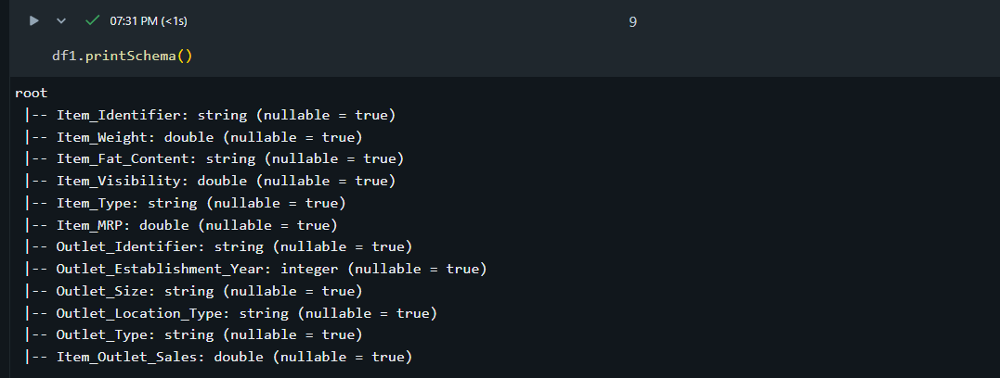 07:31 PM (<1s)
9
df1.printSchema()
root
|-- Item_Identifier: string (nullable = true)
|-- Item_Weight: double (nullable = true)
|-- Item_Fat_Content: string (nullable = true)
|-- Item_Visibility: double (nullable = true)
|-- Item_Type: string (nullable = true)
|-- Item_MRP: double (nullable = true)
|-- Outlet_Identifier: string (nullable = true)
|-- Outlet_Establishment_Year: integer (nullable = true)
|-- Outlet_Size: string (nullable = true)
|-- Outlet_Location_Type: string (nullable = true)
|-- Outlet_Type: string (nullable = true)
|-- Item_Outlet_Sales: double (nullable = true)